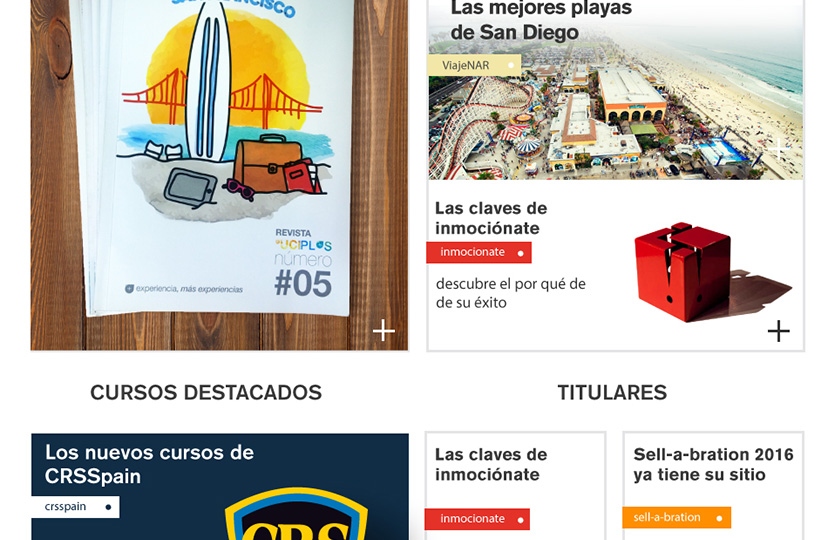 SAN FRANCISCO
REVISTA
UCIPLUS
número
#05
experiencia, más experiencias
Las mejores playas
de San Diego
ViajeNAR
Las claves de
inmociónate
inmocionate
descubre el por qué de
de su éxito
CURSOS DESTACADOS
TITULARES
Los nuevos cursos de
CRSSpain
crsspain
CRS
Las claves de
inmociónate
inmocionate
Sell-a-bration 2016
ya tiene su sitio
sell-a-bration